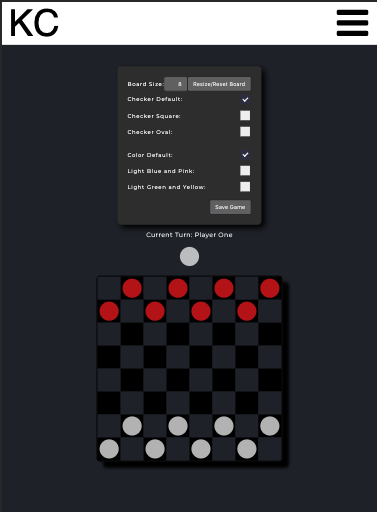 KC
Board Size: 8 Resize/Reset Board
Checker Default:
Checker Square:
Checker Oval:
Color Default:
Light Blue and Pink:
Light Green and Yellow:
Save Game
Current Turn: Player One